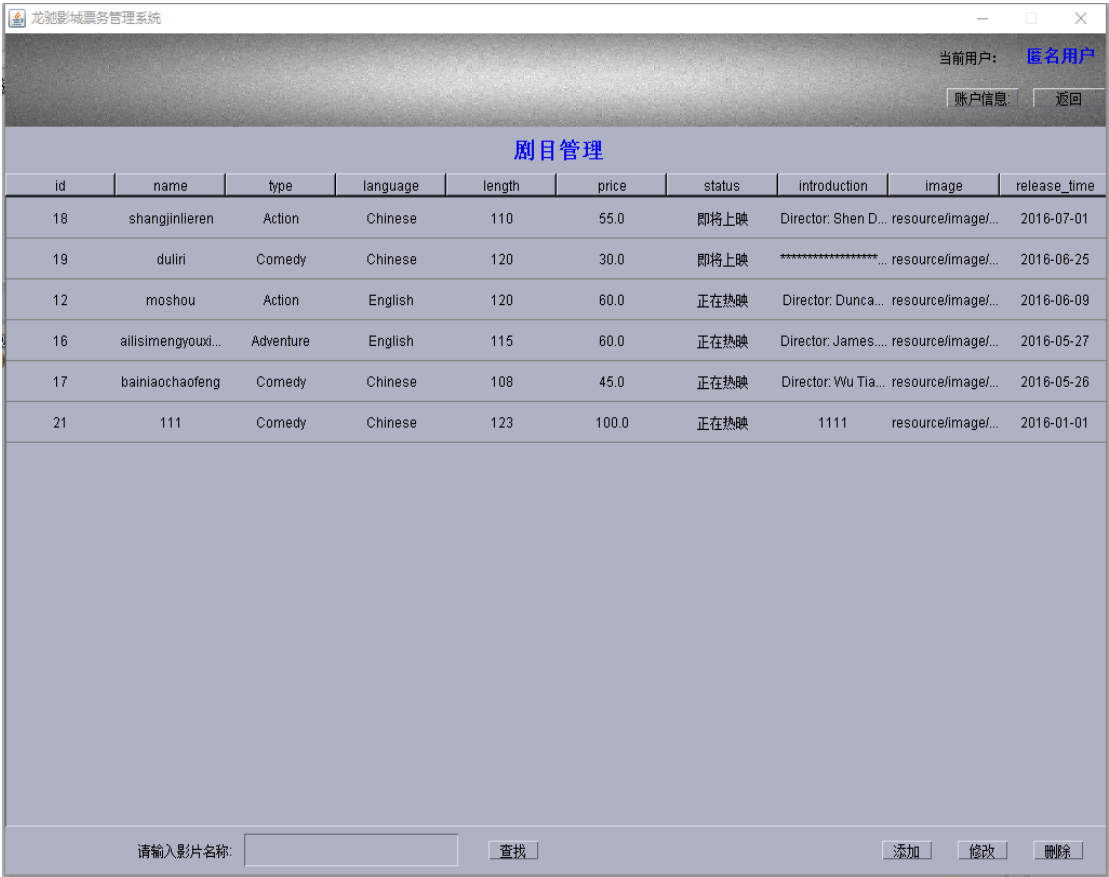 龙驰影城票务管理系统
当前用户： 匿名用户
账户信息: 返回
剧目管理
id name type language length price status introduction image release_time
18 shangjinlieren Action Chinese 110 55.0 即将上映 Director: Shen D... resource/image/... 2016-07-01
19 duliri Comedy Chinese 120 30.0 即将上映 ******************... resource/image/... 2016-06-25
12 moshou Action English 120 60.0 正在热映 Director: Dunca... resource/image/... 2016-06-09
16 ailisimengyouxi... Adventure English 115 60.0 正在热映 Director: James.... resource/image/... 2016-05-27
17 bainiaochaofeng Comedy Chinese 108 45.0 正在热映 Director: Wu Tia... resource/image/... 2016-05-26
21 111 Comedy Chinese 123 100.0 正在热映 1111 resource/image/... 2016-01-01
请输入影片名称: 查找 添加 修改 删除